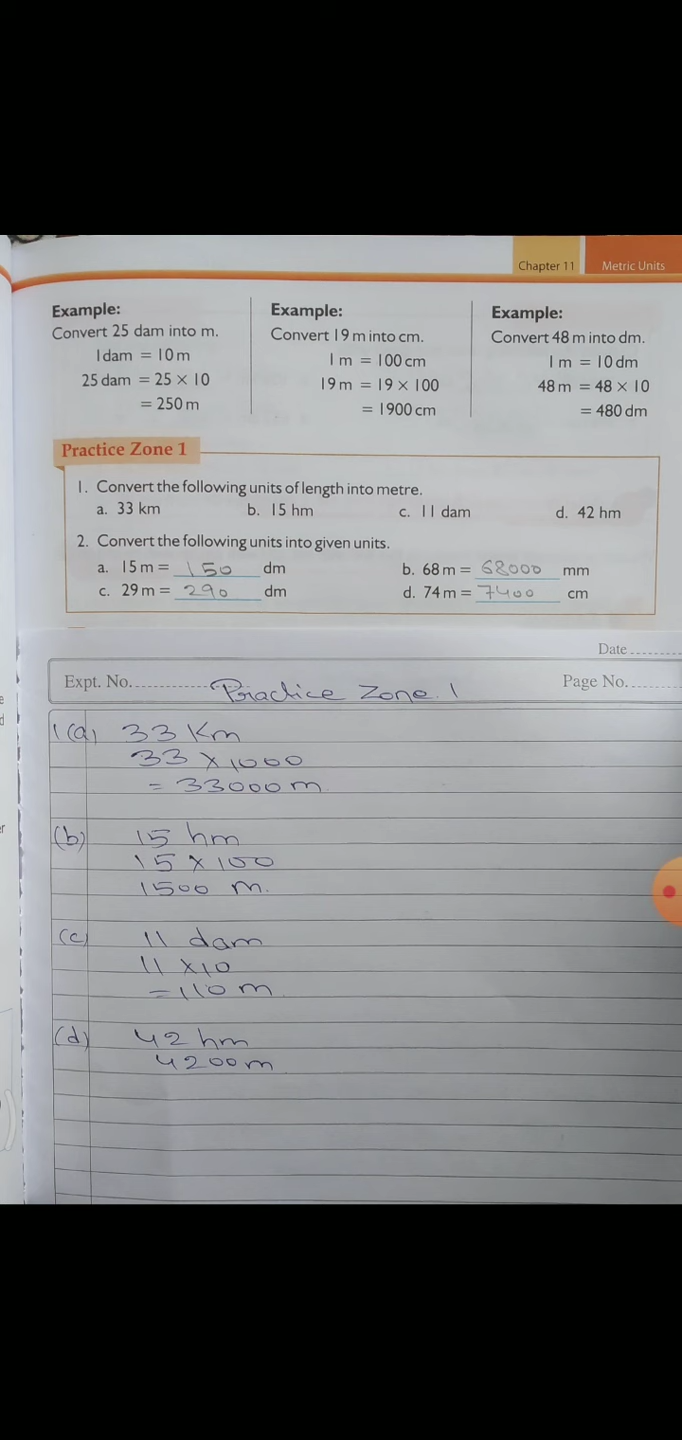 Chapter 11 Metric Units
Example:
Convert 25 dam into m.
1 dam = 10 m
25 dam = 25 × 10
= 250 m
Example:
Convert 19 m into cm.
1 m = 100 cm
19 m = 19 × 100
= 1900 cm
Example:
Convert 48 m into dm.
1 m = 10 dm
48 m = 48 × 10
= 480 dm
Practice Zone 1
1. Convert the following units of length into metre.
a. 33 km b. 15 hm c. 11 dam d. 42 hm
2. Convert the following units into given units.
a. 15 m = 150 dm b. 68 m = 68000 mm
c. 29 m = 290 dm d. 74 m = 7400 cm
Date
Expt. No. Practice Zone. 1 Page No.
1(a) 33 Km
33 × 1000
= 33000 m
(b) 15 hm
15 × 100
1500 m.
(c) 11 dam
11 × 10
= 110 m
(d) 42 hm
4200 m